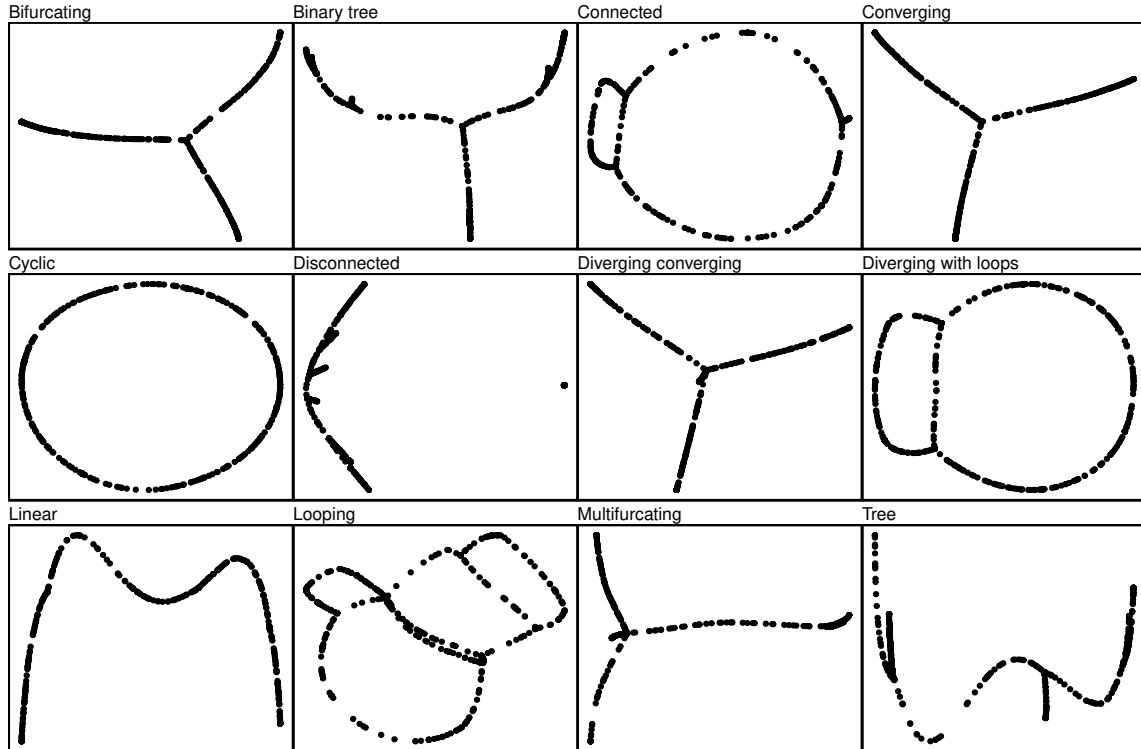 Bifurcating
Binary tree
Connected
Converging
Cyclic
Disconnected
Diverging converging
Diverging with loops
Linear
Looping
Multifurcating
Tree